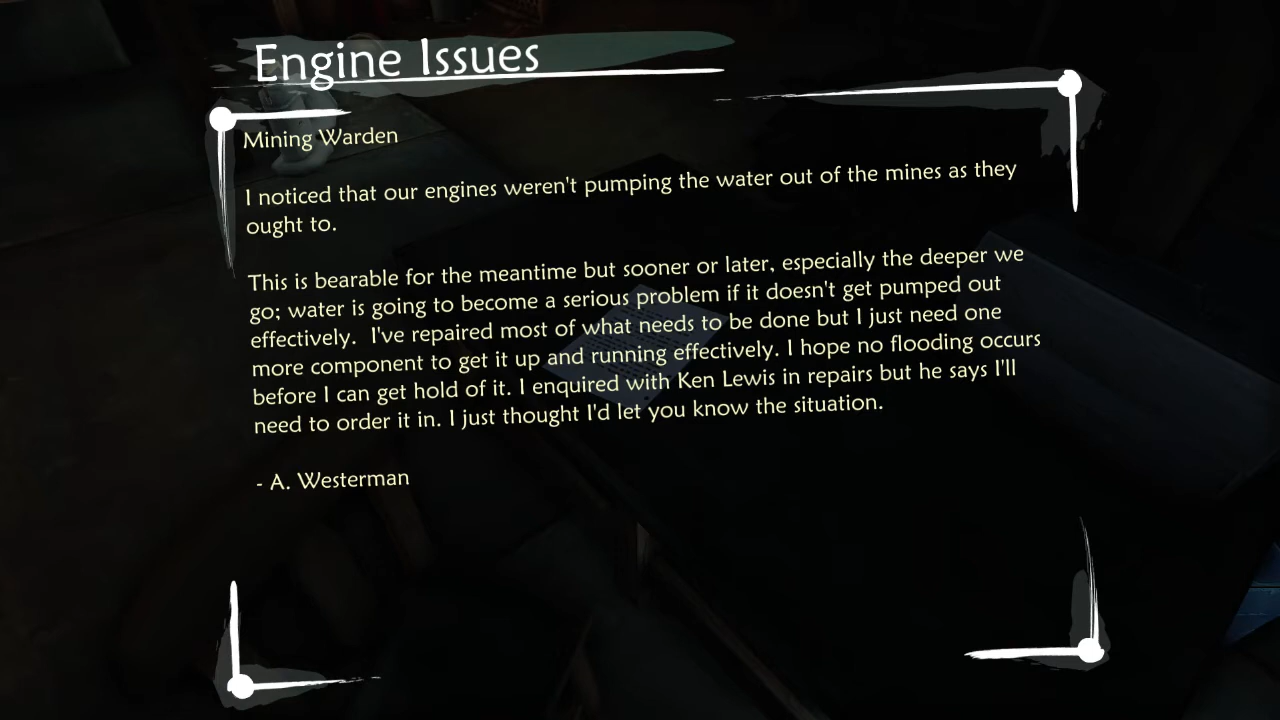 Engine Issues
Mining Warden
I noticed that our engines weren't pumping the water out of the mines as they
ought to.
This is bearable for the meantime but sooner or later, especially the deeper we
go; water is going to become a serious problem if it doesn't get pumped out
effectively.  I've repaired most of what needs to be done but I just need one
more component to get it up and running effectively. I hope no flooding occurs
before I can get hold of it. I enquired with Ken Lewis in repairs but he says I'll
need to order it in. I just thought I'd let you know the situation.
- A. Westerman